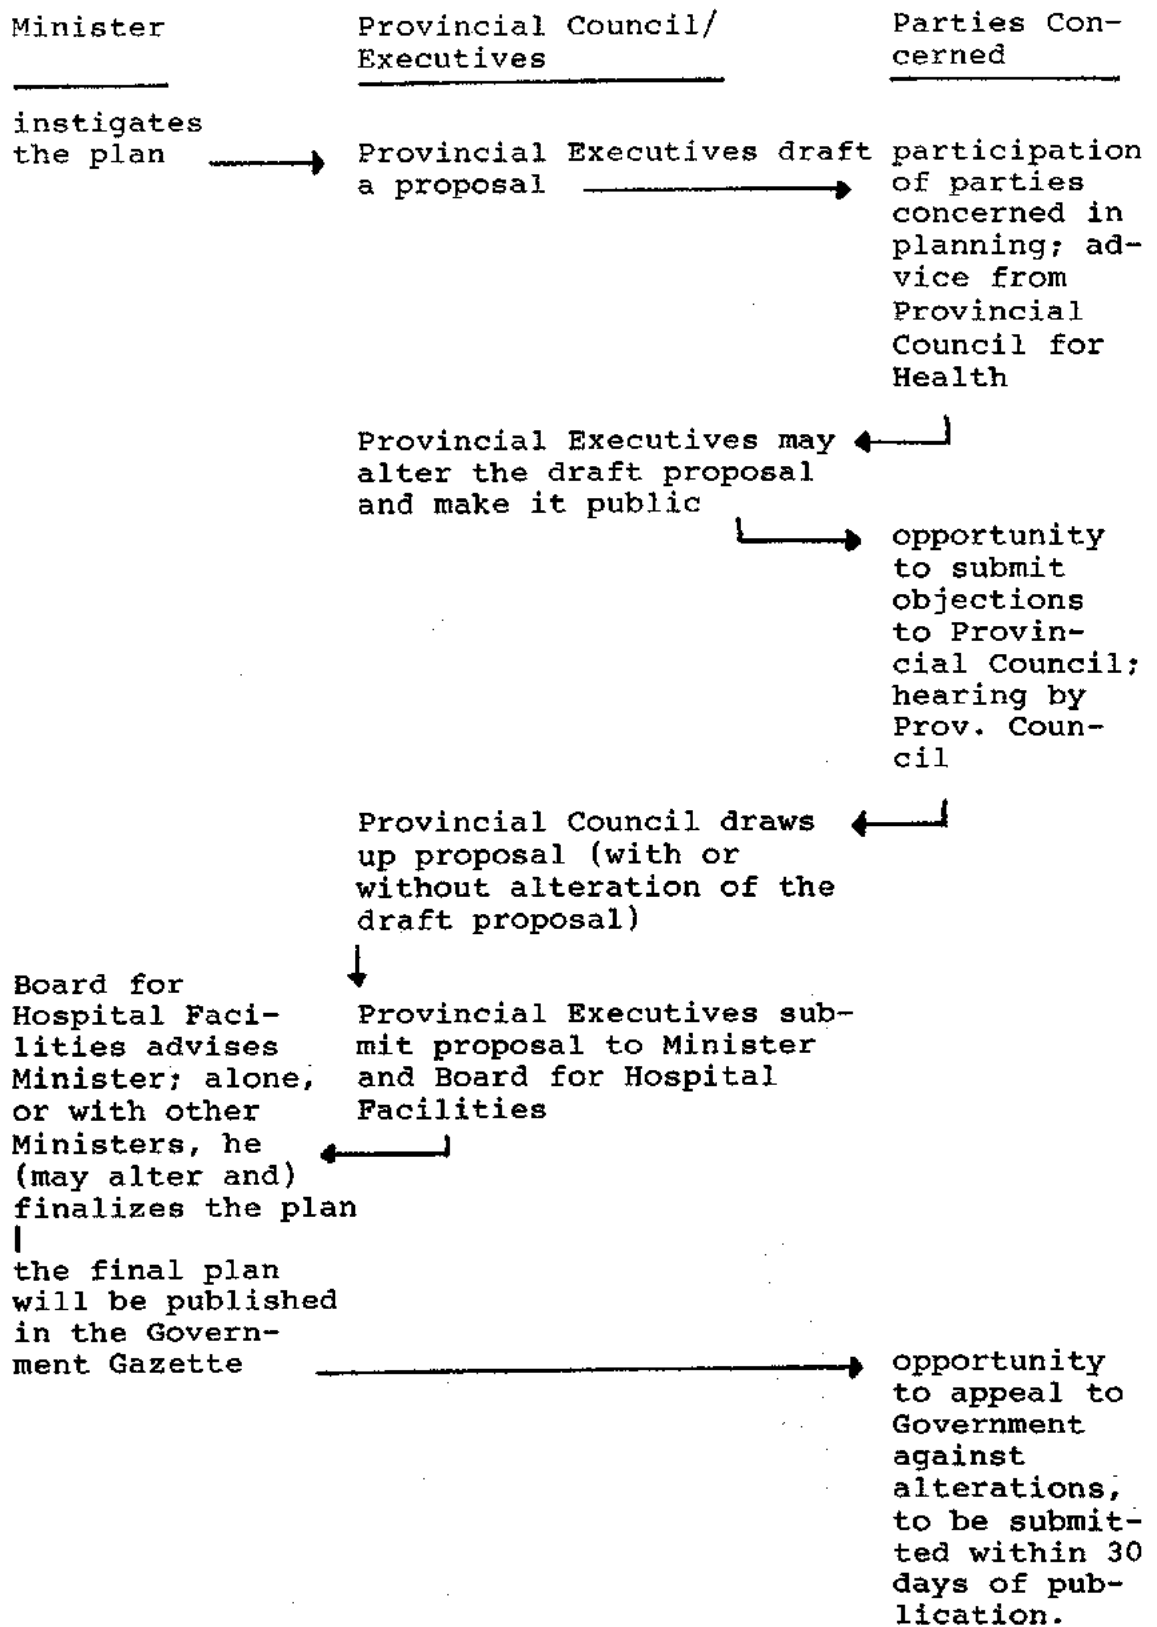 Minister
Provincial Council/
Executives
Parties Con-
cerned
instigates
the plan
Provincial Executives draft
a proposal
participation
of parties
concerned in
planning; ad-
vice from
Provincial
Council for
Health
Provincial Executives may
alter the draft proposal
and make it public
opportunity
to submit
objections
to Provin-
cial Council;
hearing by
Prov. Coun-
cil
Provincial Council draws
up proposal (with or
without alteration of the
draft proposal)
Provincial Executives sub-
mit proposal to Minister
and Board for Hospital
Facilities
Board for
Hospital Faci-
lities advises
Minister; alone,
or with other
Ministers, he
(may alter and)
finalizes the plan
the final plan
will be published
in the Govern-
ment Gazette
opportunity
to appeal to
Government
against
alterations,
to be submit-
ted within 30
days of pub-
lication.